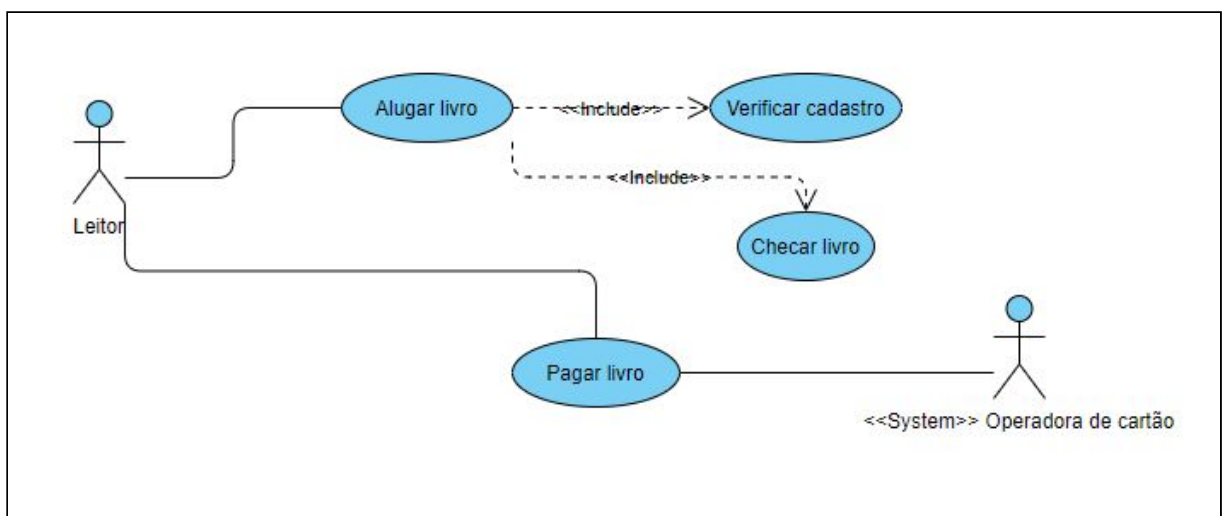 Alugar livro
<<Include>>
Verificar cadastro
<<Include>>
Leitor
Checar livro
Pagar livro
<<System>> Operadora de cartão